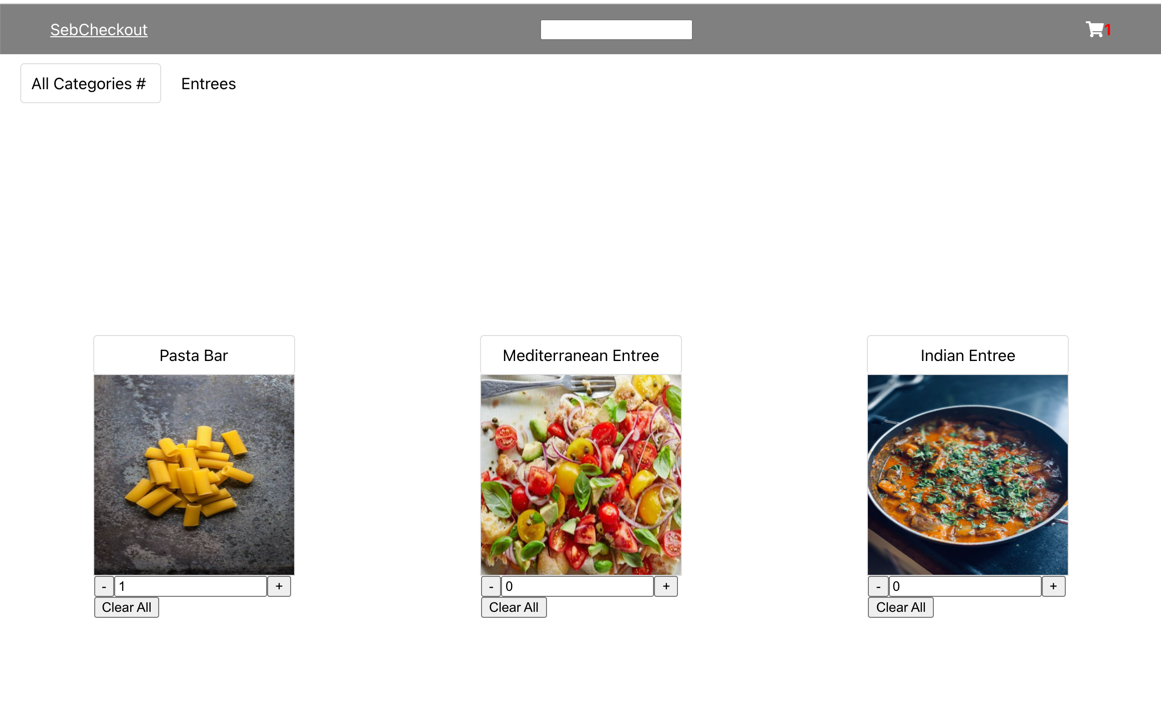 SebCheckout 1
All Categories # Entrees
Pasta Bar Mediterranean Entree Indian Entree
- 1 + - 0 + - 0 +
Clear All Clear All Clear All